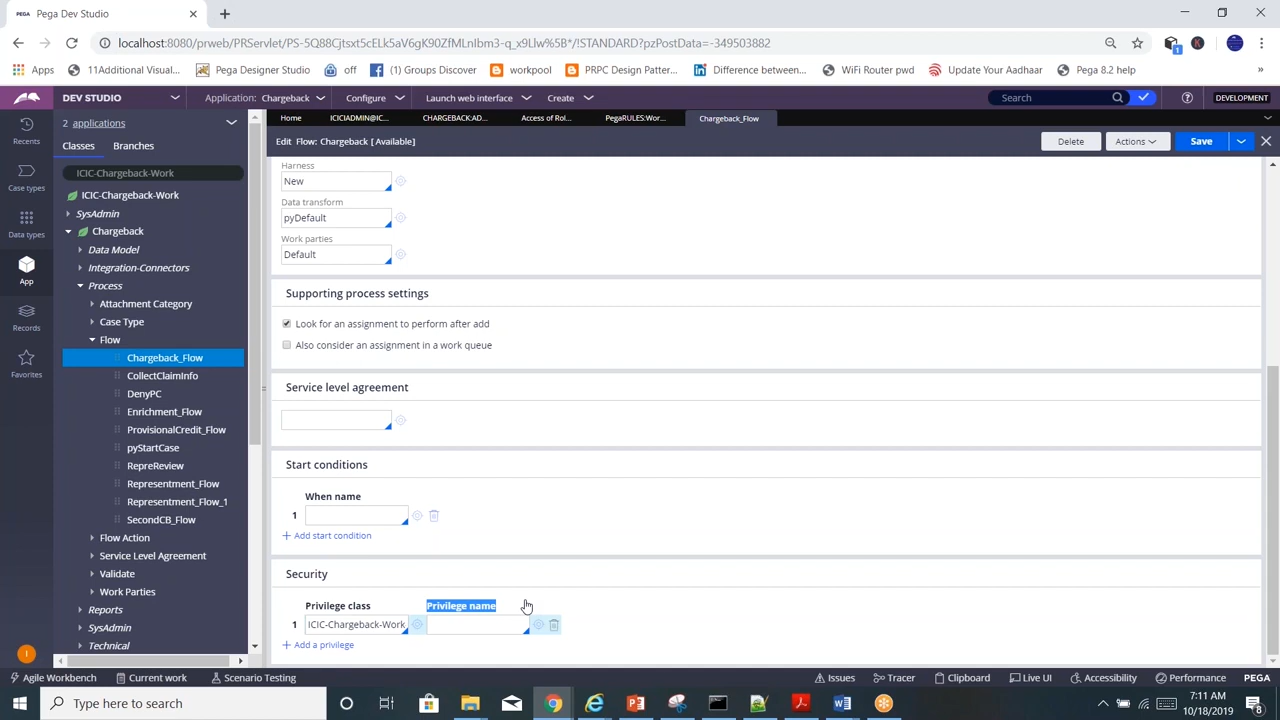 PEGA Pega Dev Studio
localhost:8080/prweb/PRServlet/PS-5Q88Cjtsxt5cELk5aV6gK90ZfMLnlbm3-q_x9Llw%5B*/!STANDARD?pzPostData=-349503882
Apps 11Additional Visual... Pega Designer Studio off (1) Groups Discover workpool PRPC Design Patter... Difference between... WiFi Router pwd Update Your Aadhaar Pega 8.2 help »
DEV STUDIO Application: Chargeback Configure Launch web interface Create Search DEVELOPMENT
2 applications Home ICICIADMIN@IC... CHARGEBACK:AD... Access of Rol... PegaRULES:Wor... Chargeback_Flow
Recents
Classes Branches
Edit Flow: Chargeback [ Available] Delete Actions Save
ICIC-Chargeback-Work
Case types
ICIC-Chargeback-Work
SysAdmin
Chargeback
Data types
Data Model
Integration-Connectors
App
Process
Attachment Category
Case Type
Records
Flow
Chargeback_Flow
Favorites
CollectClaimInfo
DenyPC
Enrichment_Flow
ProvisionalCredit_Flow
pyStartCase
RepreReview
Representment_Flow
Representment_Flow_1
SecondCB_Flow
Flow Action
Service Level Agreement
Validate
Work Parties
Reports
SysAdmin
Technical
I
Harness
New
Data transform
pyDefault
Work parties
Default
Supporting process settings
Look for an assignment to perform after add
Also consider an assignment in a work queue
Service level agreement
Start conditions
When name
1
+ Add start condition
Security
Privilege class Privilege name
1 ICIC-Chargeback-Work
+ Add a privilege
Agile Workbench Current work Scenario Testing Issues Tracer Clipboard Live UI Accessibility Performance PEGA
Type here to search
7:11 AM
10/18/2019
8